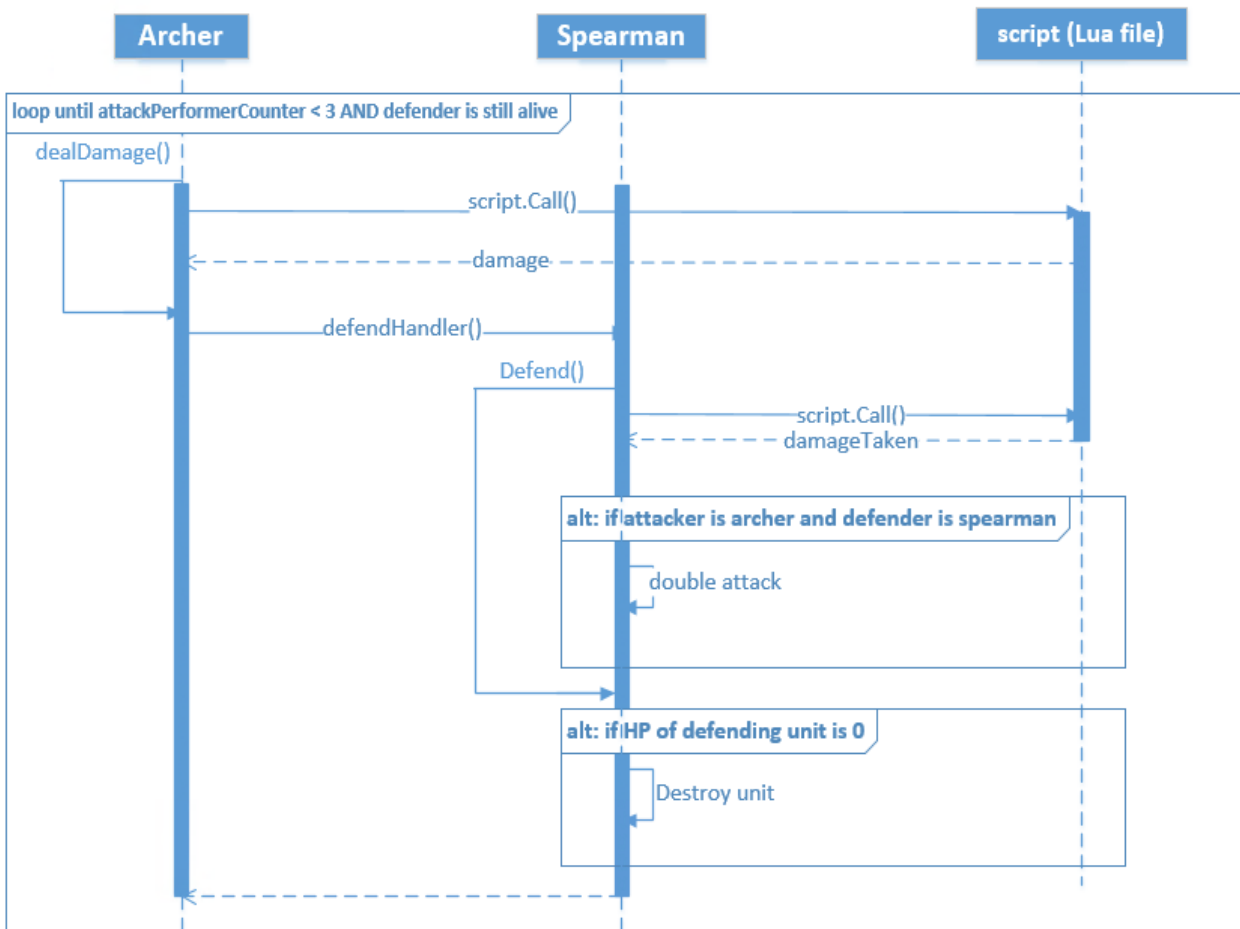 Archer
Spearman
script (Lua file)
loop until attackPerformerCounter < 3 AND defender is still alive
dealDamage()
script.Call()
damage
defendHandler()
Defend()
script.Call()
damageTaken
alt: if attacker is archer and defender is spearman
double attack
alt: if HP of defending unit is 0
Destroy unit